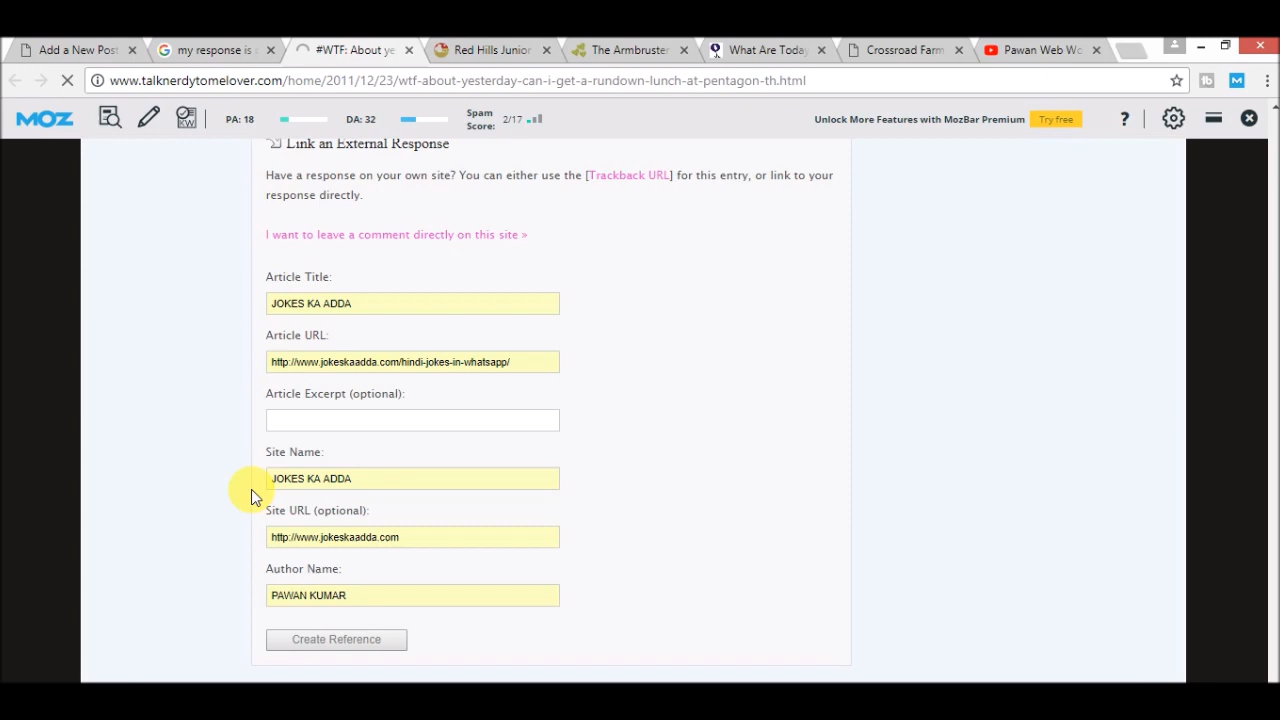 Add a New Post
my response is
#WTF: About ye
Red Hills Junior
The Armbruster
What Are Today
Crossroad Farm
Pawan Web Wo
www.talknerdytomelover.com/home/2011/12/23/wtf-about-yesterday-can-i-get-a-rundown-lunch-at-pentagon-th.html
MOZ
PA: 18
DA: 32
Spam Score: 2/17
Unlock More Features with MozBar Premium
Try free
Link an External Response
Have a response on your own site? You can either use the [Trackback URL] for this entry, or link to your
response directly.
I want to leave a comment directly on this site »
Article Title:
JOKES KA ADDA
Article URL:
http://www.jokeskaadda.com/hindi-jokes-in-whatsapp/
Article Excerpt (optional):
Site Name:
JOKES KA ADDA
Site URL (optional):
http://www.jokeskaadda.com
Author Name:
PAWAN KUMAR
Create Reference